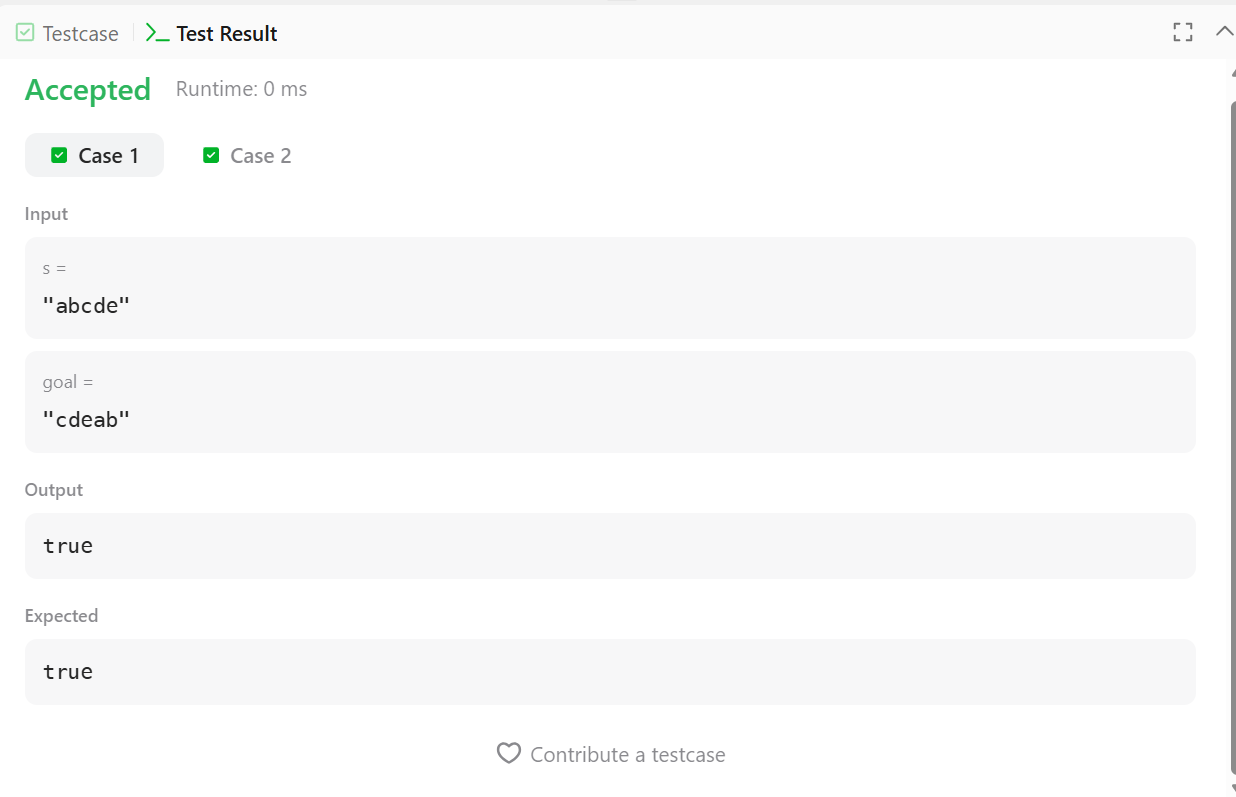 Testcase
Test Result
Accepted Runtime: 0 ms
Case 1 Case 2
Input
s =
"abcde"
goal =
"cdeab"
Output
true
Expected
true
Contribute a testcase